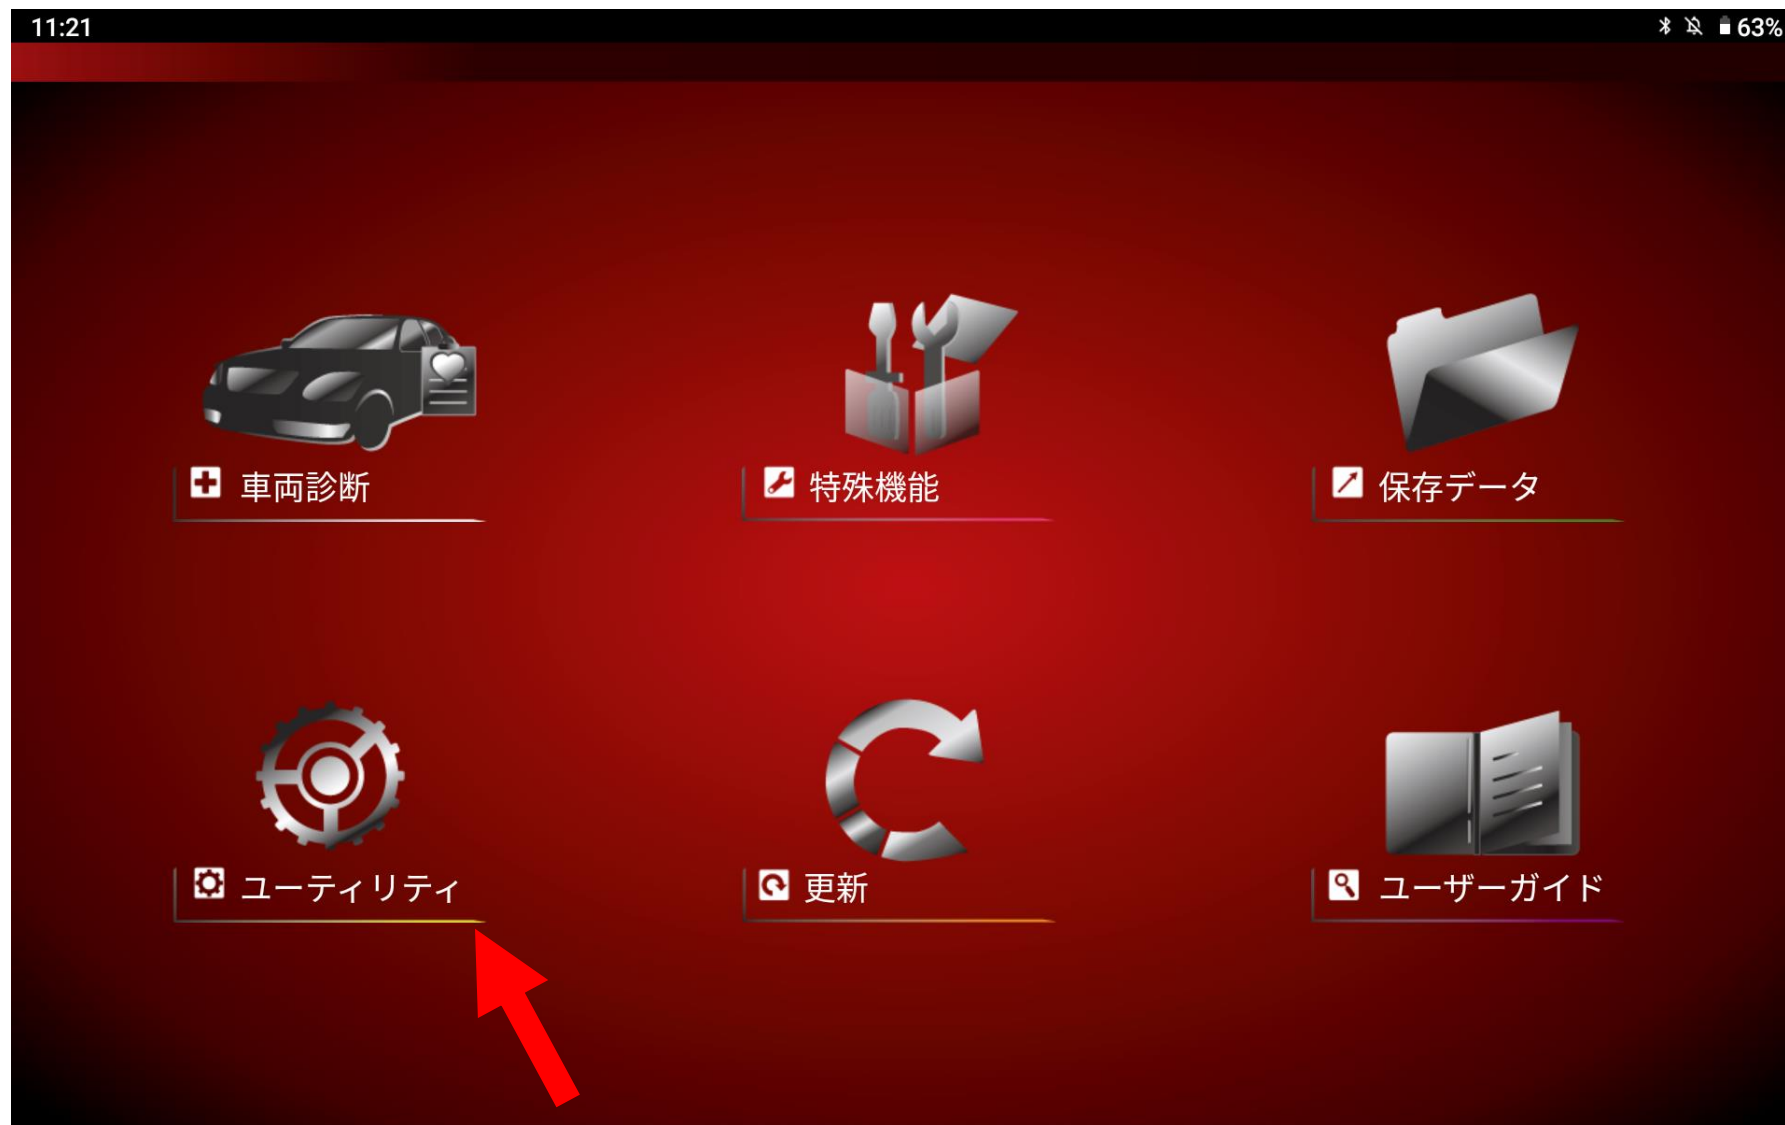 11:21
63%
車両診断
特殊機能
保存データ
ユーティリティ
更新
ユーザーガイド